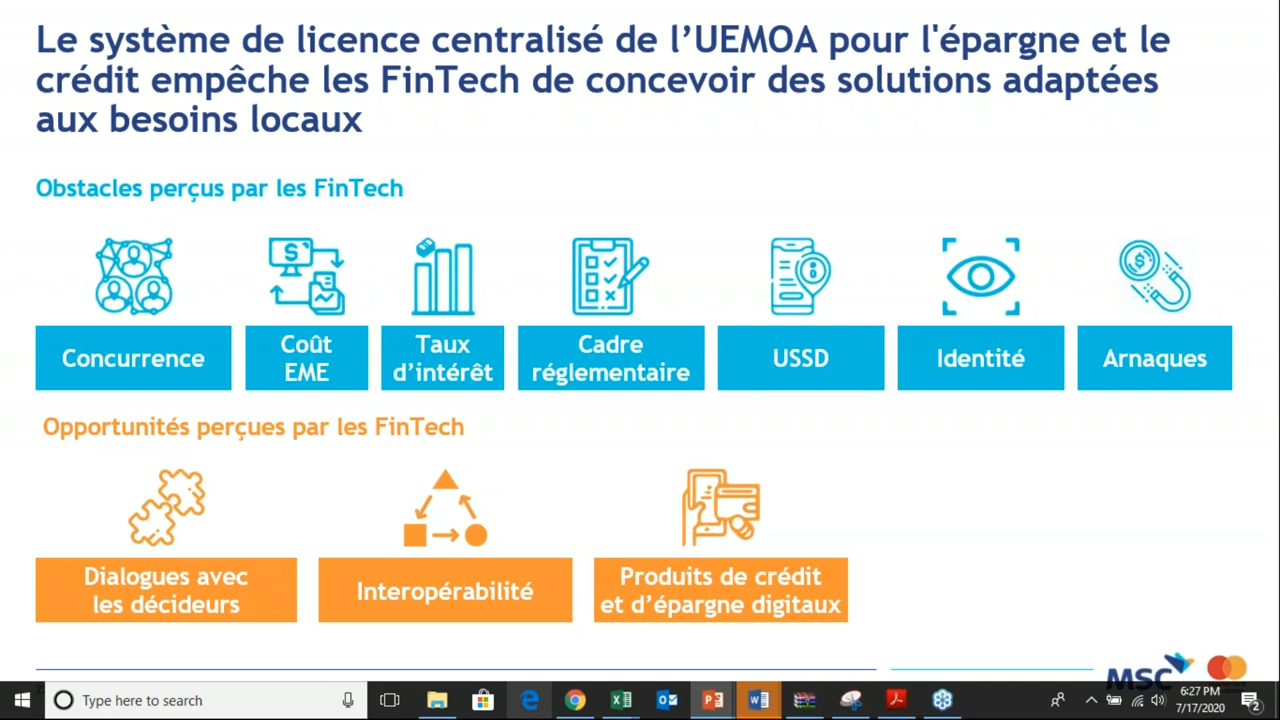 Le système de licence centralisé de l’UEMOA pour l'épargne et le
crédit empêche les FinTech de concevoir des solutions adaptées
aux besoins locaux
Obstacles perçus par les FinTech
Concurrence
Coût
EME
Taux
d’intérêt
Cadre
réglementaire
USSD
Identité
Arnaques
Opportunités perçues par les FinTech
Dialogues avec
les décideurs
Interopérabilité
Produits de crédit
et d’épargne digitaux
MSC
Type here to search
6:27 PM
7/17/2020
2